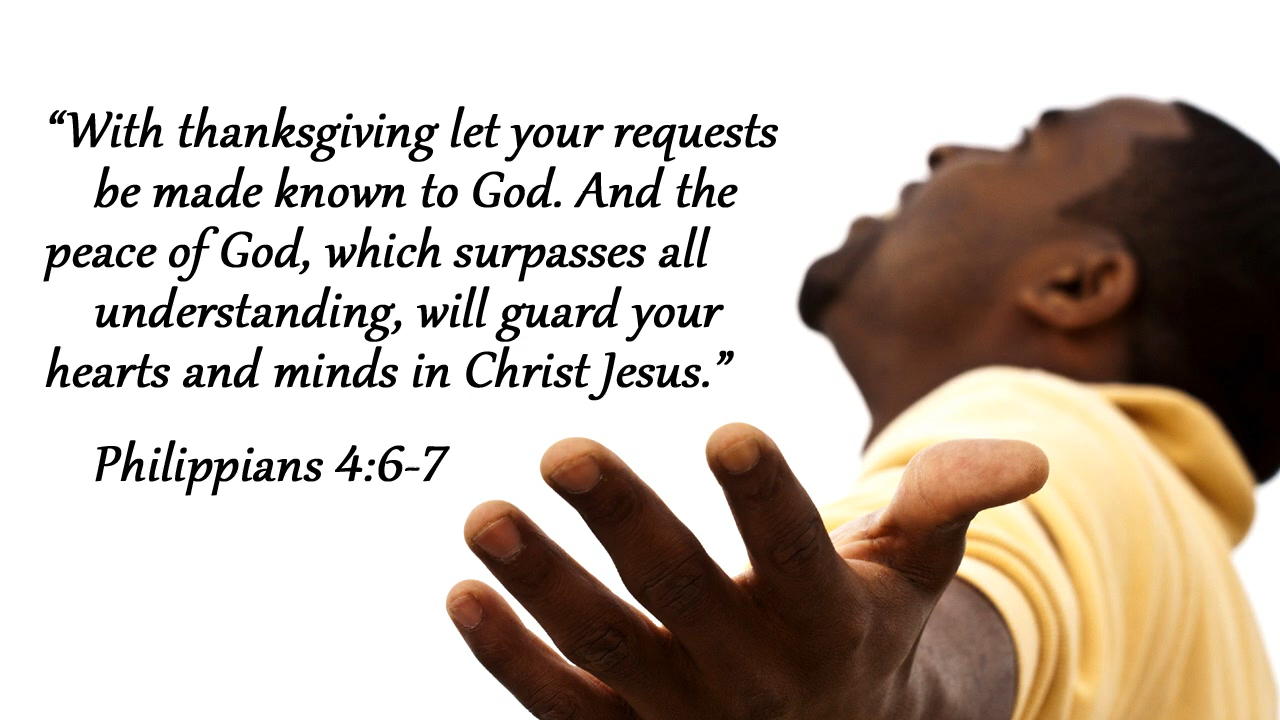 “With thanksgiving let your requests
be made known to God. And the
peace of God, which surpasses all
understanding, will guard your
hearts and minds in Christ Jesus.”
Philippians 4:6-7